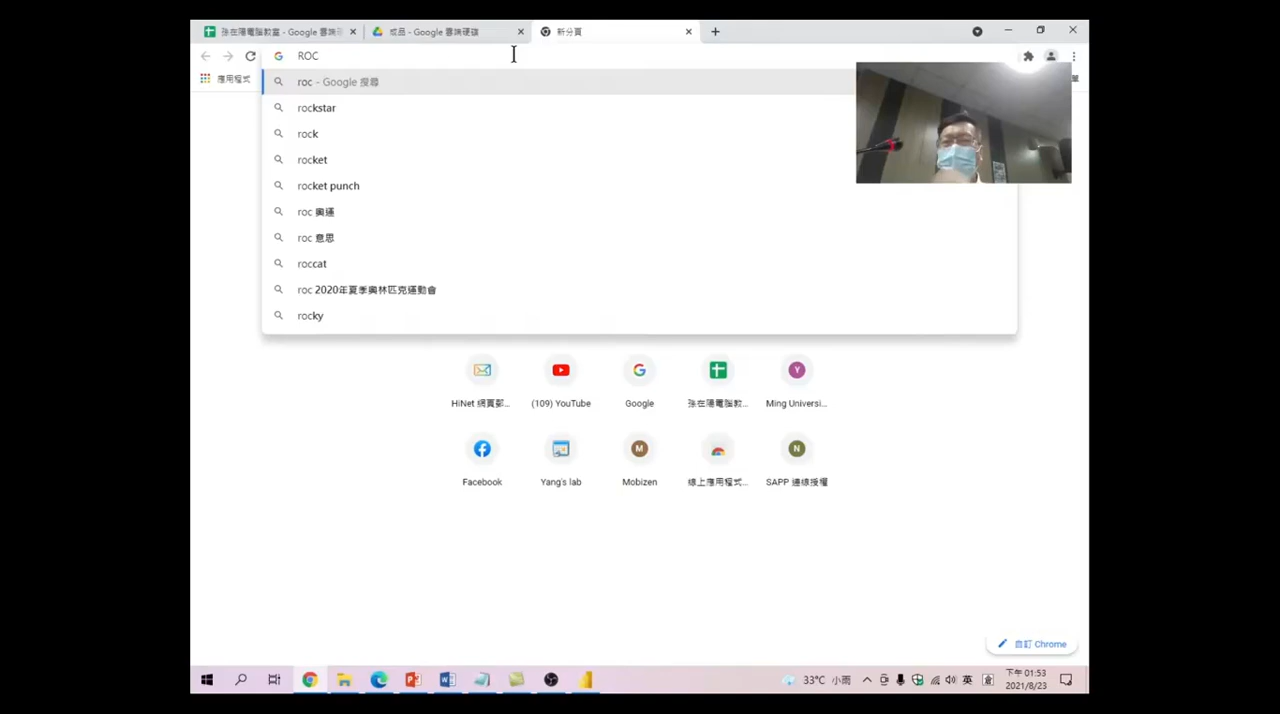 孫在陽電腦教室 - Google 雲端硬
成品 - Google 雲端硬碟
新分頁
ROC
應用程式
roc - Google 搜尋
rockstar
rock
rocket
rocket punch
roc 奧運
roc 意思
roccat
roc 2020年夏季奧林匹克運動會
rocky
HiNet 網頁郵...
(109) YouTube
Google
孫在陽電腦教...
Ming Universi...
Facebook
Yang's lab
Mobizen
線上應用程式...
SAPP 連線授權
自訂 Chrome
33°C 小雨
英
下午 01:53
2021/8/23